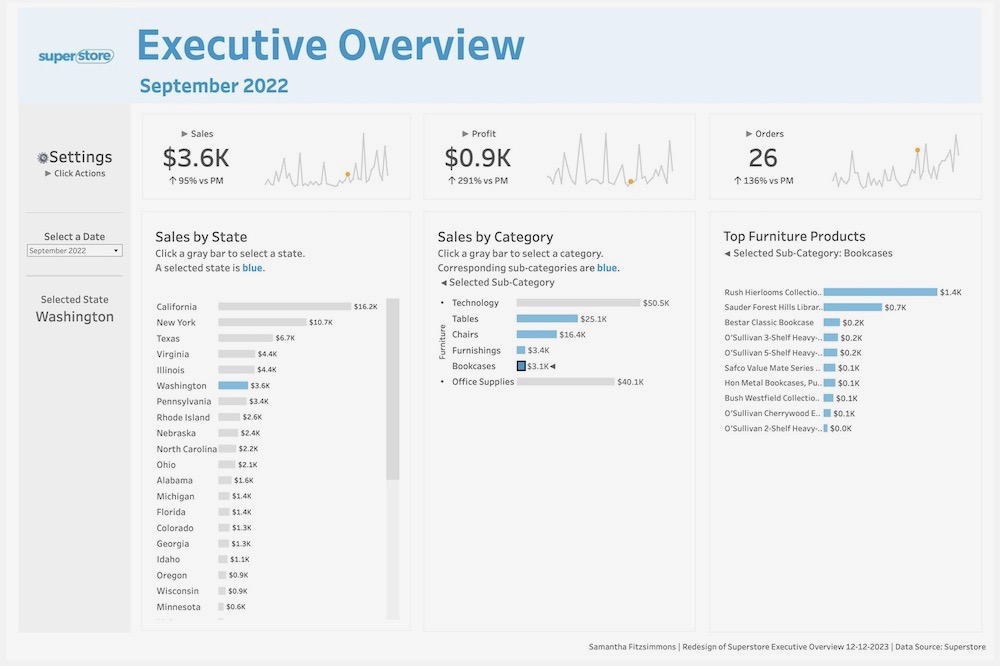 superstore
Executive Overview
September 2022
Settings
▶ Click Actions
Select a Date
September 2022
Selected State
Washington
▶ Sales
$3.6K
↑ 95% vs PM
▶ Profit
$0.9K
↑ 291% vs PM
▶ Orders
26
↑ 136% vs PM
Sales by State
Click a gray bar to select a state.
A selected state is blue.
California $16.2K
New York $10.7K
Texas $6.7K
Virginia $4.4K
Illinois $4.4K
Washington $3.6K
Pennsylvania $3.4K
Rhode Island $2.6K
Nebraska $2.4K
North Carolina $2.2K
Ohio $2.1K
Alabama $1.6K
Michigan $1.4K
Florida $1.4K
Colorado $1.3K
Georgia $1.3K
Idaho $1.1K
Oregon $0.9K
Wisconsin $0.9K
Minnesota $0.6K
Sales by Category
Click a gray bar to select a category.
Corresponding sub-categories are blue.
◀ Selected Sub-Category
• Technology $50.5K
Furniture
Tables $25.1K
Chairs $16.4K
Furnishings $3.4K
Bookcases $3.1K◀
• Office Supplies $40.1K
Top Furniture Products
◀ Selected Sub-Category: Bookcases
Rush Hierlooms Collectio.. $1.4K
Sauder Forest Hills Librar.. $0.7K
Bestar Classic Bookcase $0.2K
O'Sullivan 3-Shelf Heavy-.. $0.2K
O'Sullivan 5-Shelf Heavy-.. $0.2K
Safco Value Mate Series .. $0.1K
Hon Metal Bookcases, Pu.. $0.1K
Bush Westfield Collectio.. $0.1K
O'Sullivan Cherrywood E.. $0.1K
O'Sullivan 2-Shelf Heavy-.. $0.0K
Samantha Fitzsimmons | Redesign of Superstore Executive Overview 12-12-2023 | Data Source: Superstore